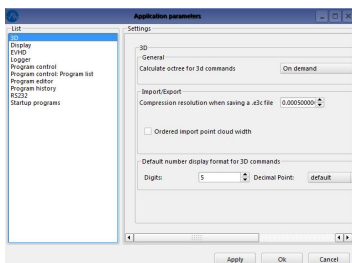 Application parameters
List
3D
Display
EVHD
Logger
Program control
Program control: Program list
Program editor
Program history
RS232
Startup programs
Settings
3D
General
Calculate octree for 3d commands On demand
Import/Export
Compression resolution when saving a .e3c file 0.00050000
Ordered import point cloud width
Default number display format for 3D commands
Digits: 5 Decimal Point: default
Apply Ok Cancel